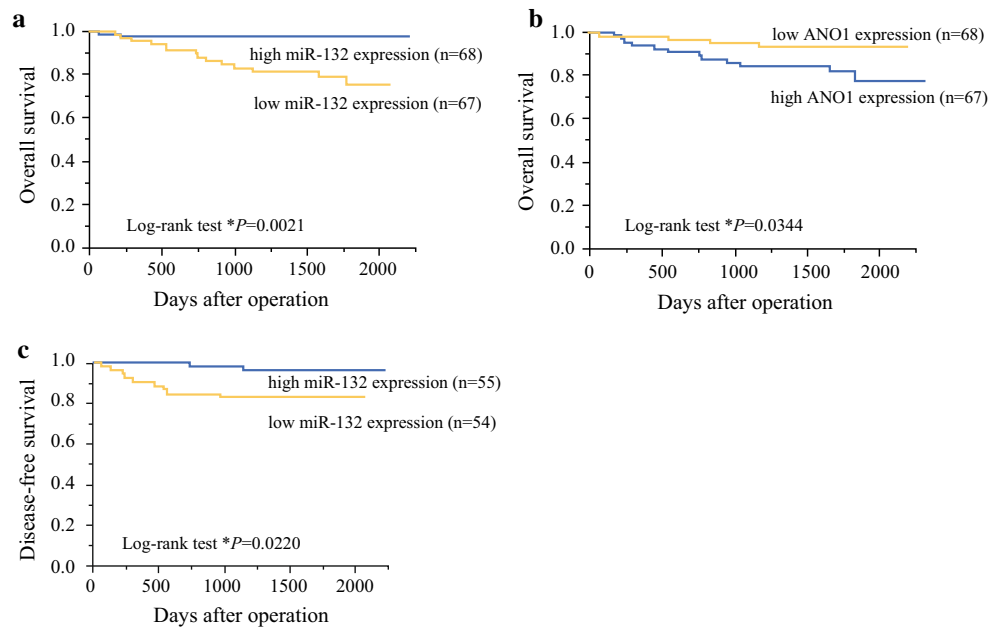 a
1.0
0.8
0.6
0.4
0.2
0.0
Overall survival
high miR-132 expression (n=68)
low miR-132 expression (n=67)
Log-rank test *P=0.0021
0 500 1000 1500 2000
Days after operation
b
1.0
0.8
0.6
0.4
0.2
0.0
Overall survival
low ANO1 expression (n=68)
high ANO1 expression (n=67)
Log-rank test *P=0.0344
0 500 1000 1500 2000
Days after operation
c
1.0
0.8
0.6
0.4
0.2
0.0
Disease-free survival
high miR-132 expression (n=55)
low miR-132 expression (n=54)
Log-rank test *P=0.0220
0 500 1000 1500 2000
Days after operation